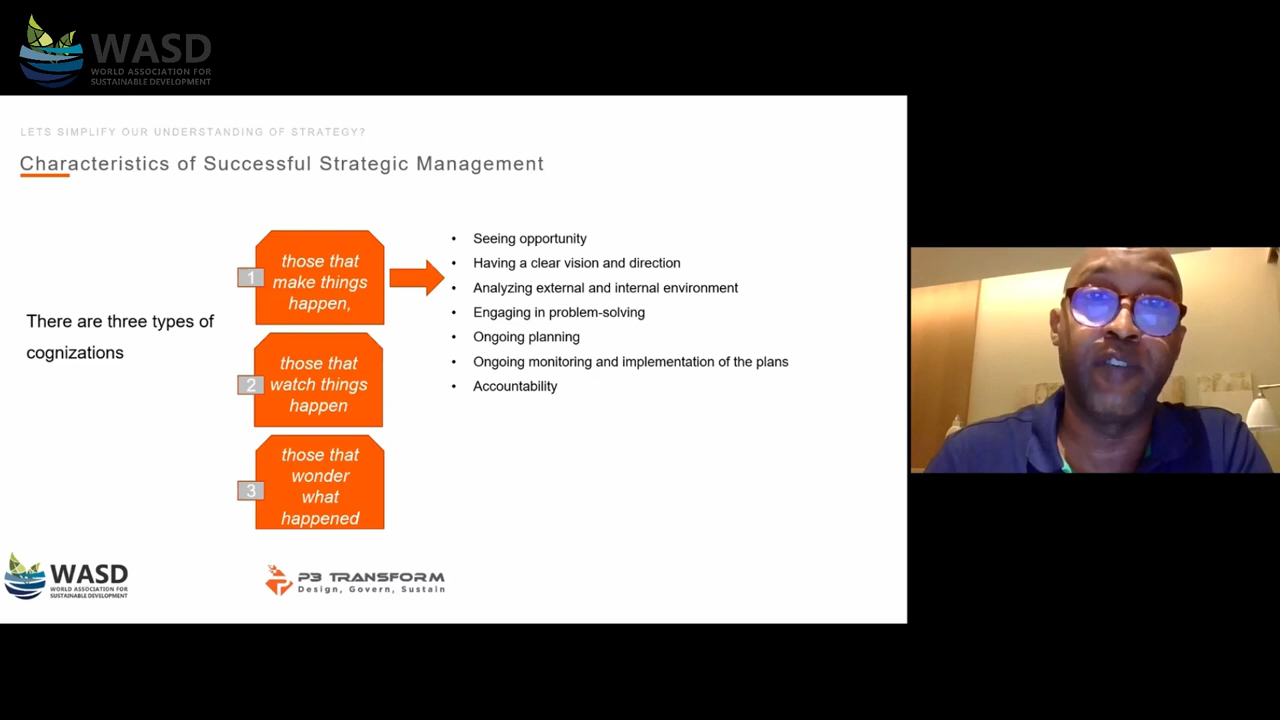 WASD
WORLD ASSOCIATION FOR
SUSTAINABLE DEVELOPMENT
LETS SIMPLIFY OUR UNDERSTANDING OF STRATEGY?
Characteristics of Successful Strategic Management
There are three types of
cognizations
1
those that
make things
happen,
2
those that
watch things
happen
3
those that
wonder
what
happened
• Seeing opportunity
• Having a clear vision and direction
• Analyzing external and internal environment
• Engaging in problem-solving
• Ongoing planning
• Ongoing monitoring and implementation of the plans
• Accountability
WASD
WORLD ASSOCIATION FOR
SUSTAINABLE DEVELOPMENT
P3 TRANSFORM
Design, Govern, Sustain